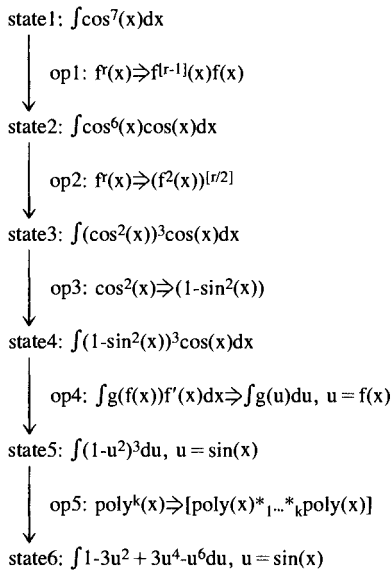 state1: ∫cos⁷(x)dx
op1: fʳ(x)⇒f[ʳ⁻¹](x)f(x)
state2: ∫cos⁶(x)cos(x)dx
op2: fʳ(x)⇒(f²(x))[ʳ/²]
state3: ∫(cos²(x))³cos(x)dx
op3: cos²(x)⇒(1-sin²(x))
state4: ∫(1-sin²(x))³cos(x)dx
op4: ∫g(f(x))f'(x)dx⇒∫g(u)du, u=f(x)
state5: ∫(1-u²)³du, u=sin(x)
op5: polyᵏ(x)⇒[poly(x)*₁...*ₖpoly(x)]
state6: ∫1-3u²+3u⁴-u⁶du, u=sin(x)